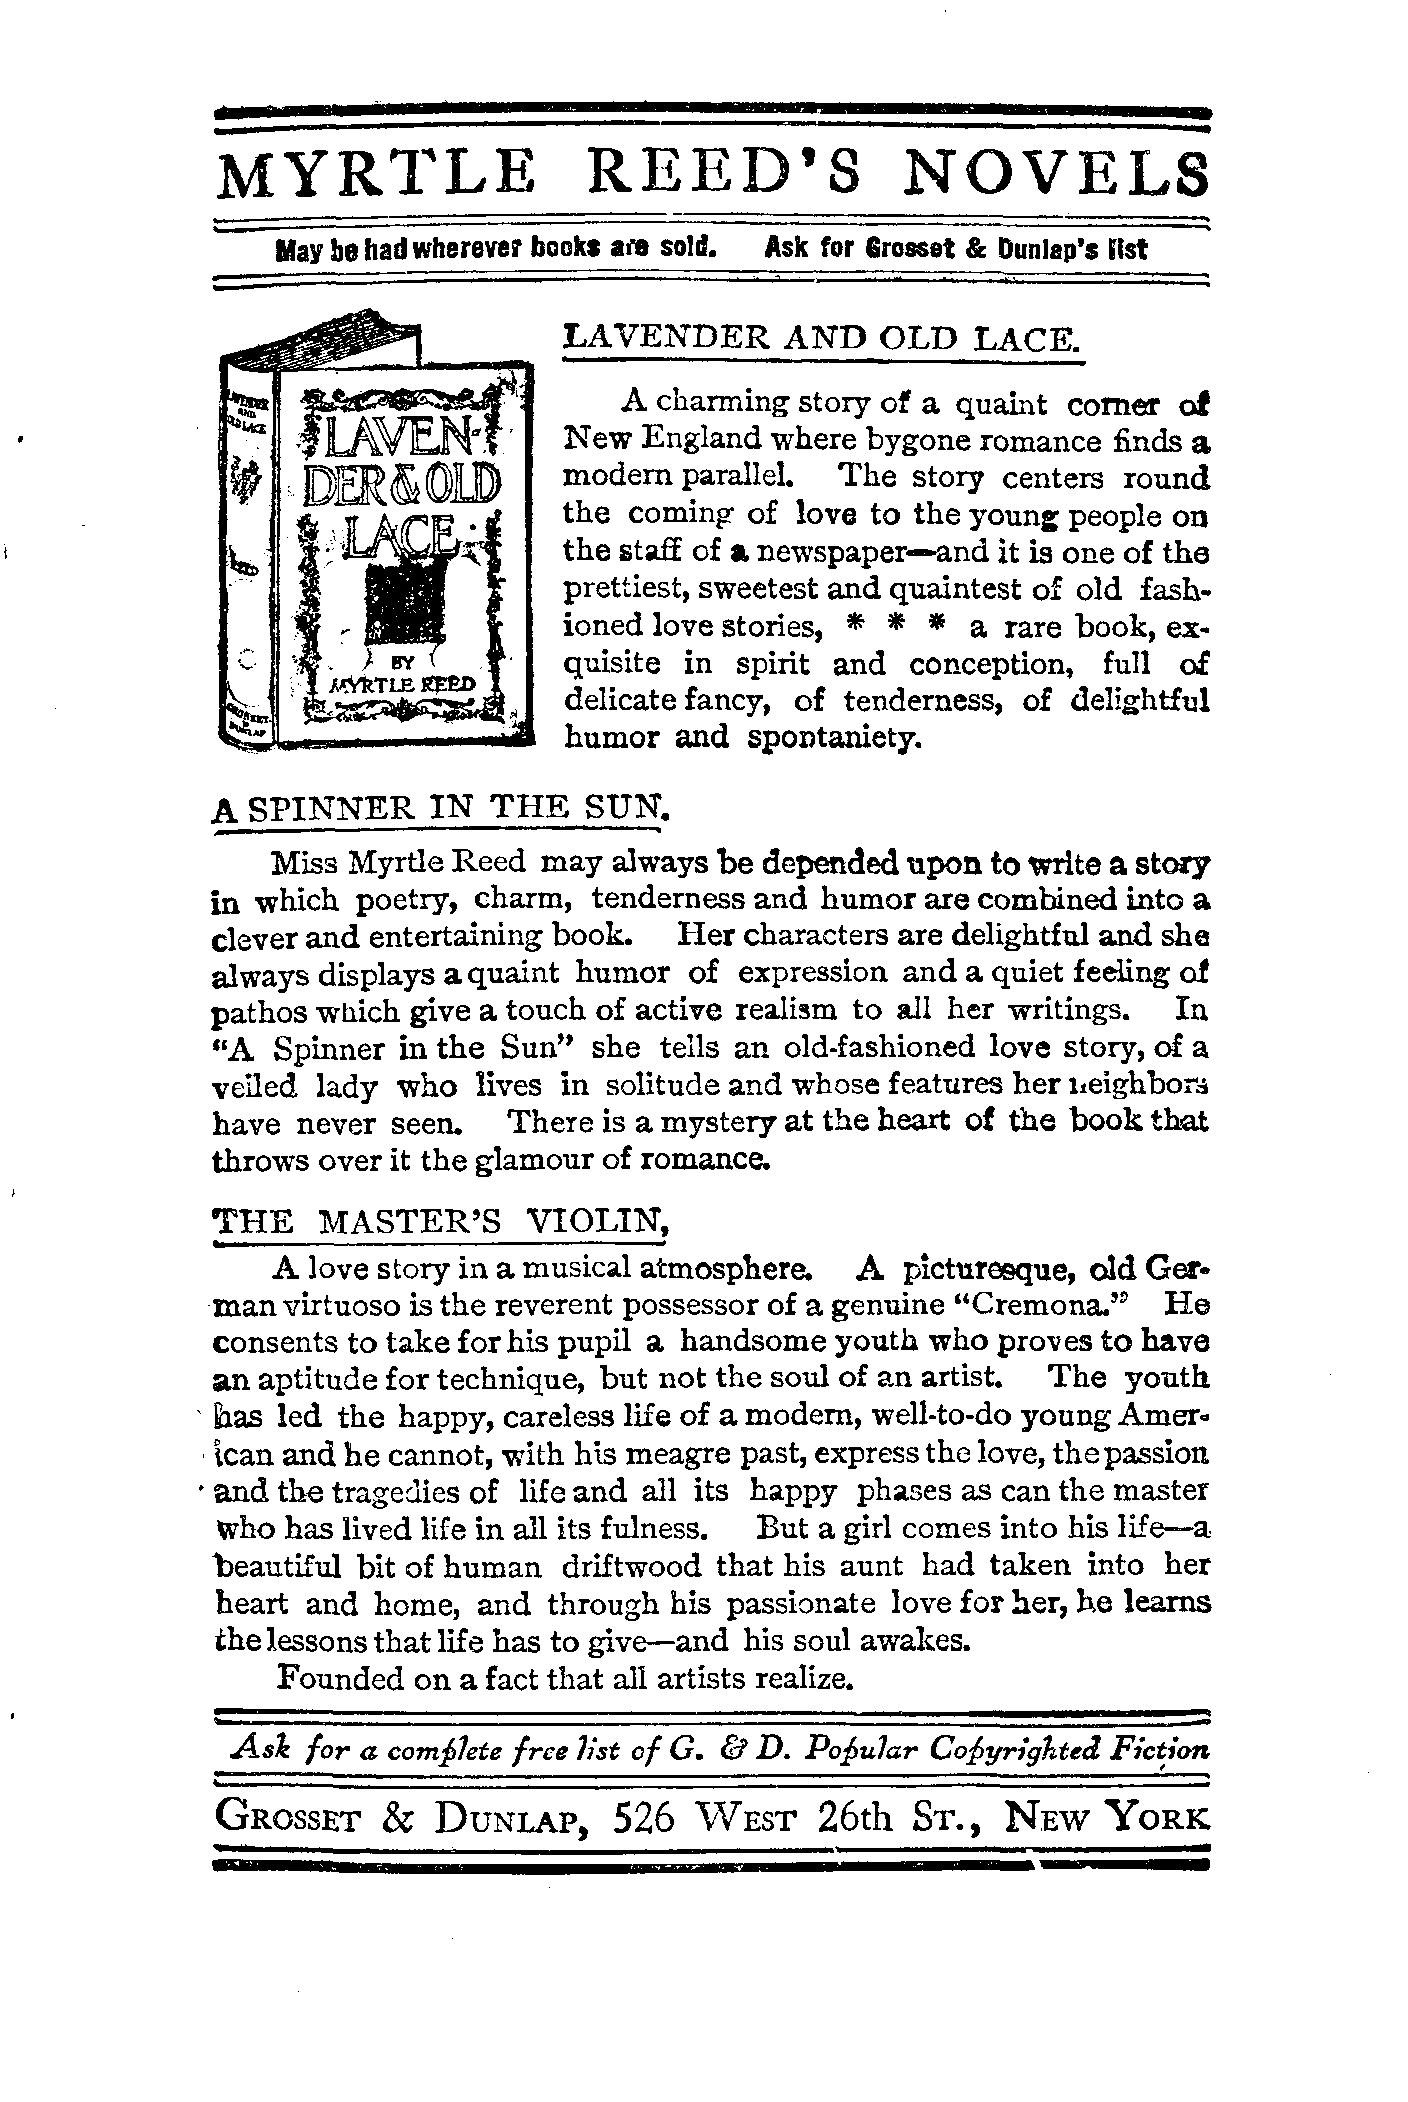 MYRTLE REED'S NOVELS
May be had wherever books are sold. Ask for Grosset & Dunlap's list
LAVENDER AND OLD LACE
LAVEN-
DER & OLD
LACE
BY
MYRTLE REED
GROSSET
& DUNLAP
LAVENDER AND OLD LACE.
A charming story of a quaint corner of
New England where bygone romance finds a
modern parallel. The story centers round
the coming of love to the young people on
the staff of a newspaper—and it is one of the
prettiest, sweetest and quaintest of old fash-
ioned love stories, * * * a rare book, ex-
quisite in spirit and conception, full of
delicate fancy, of tenderness, of delightful
humor and spontaniety.
A SPINNER IN THE SUN.
Miss Myrtle Reed may always be depended upon to write a story
in which poetry, charm, tenderness and humor are combined into a
clever and entertaining book. Her characters are delightful and she
always displays a quaint humor of expression and a quiet feeling of
pathos which give a touch of active realism to all her writings. In
"A Spinner in the Sun" she tells an old-fashioned love story, of a
veiled lady who lives in solitude and whose features her neighbors
have never seen. There is a mystery at the heart of the book that
throws over it the glamour of romance.
THE MASTER'S VIOLIN,
A love story in a musical atmosphere. A picturesque, old Ger-
man virtuoso is the reverent possessor of a genuine "Cremona." He
consents to take for his pupil a handsome youth who proves to have
an aptitude for technique, but not the soul of an artist. The youth
has led the happy, careless life of a modern, well-to-do young Amer-
ican and he cannot, with his meagre past, express the love, the passion
and the tragedies of life and all its happy phases as can the master
who has lived life in all its fulness. But a girl comes into his life—a
beautiful bit of human driftwood that his aunt had taken into her
heart and home, and through his passionate love for her, he learns
the lessons that life has to give—and his soul awakes.
Founded on a fact that all artists realize.
Ask for a complete free list of G. & D. Popular Copyrighted Fiction
GROSSET & DUNLAP, 526 WEST 26th ST., NEW YORK